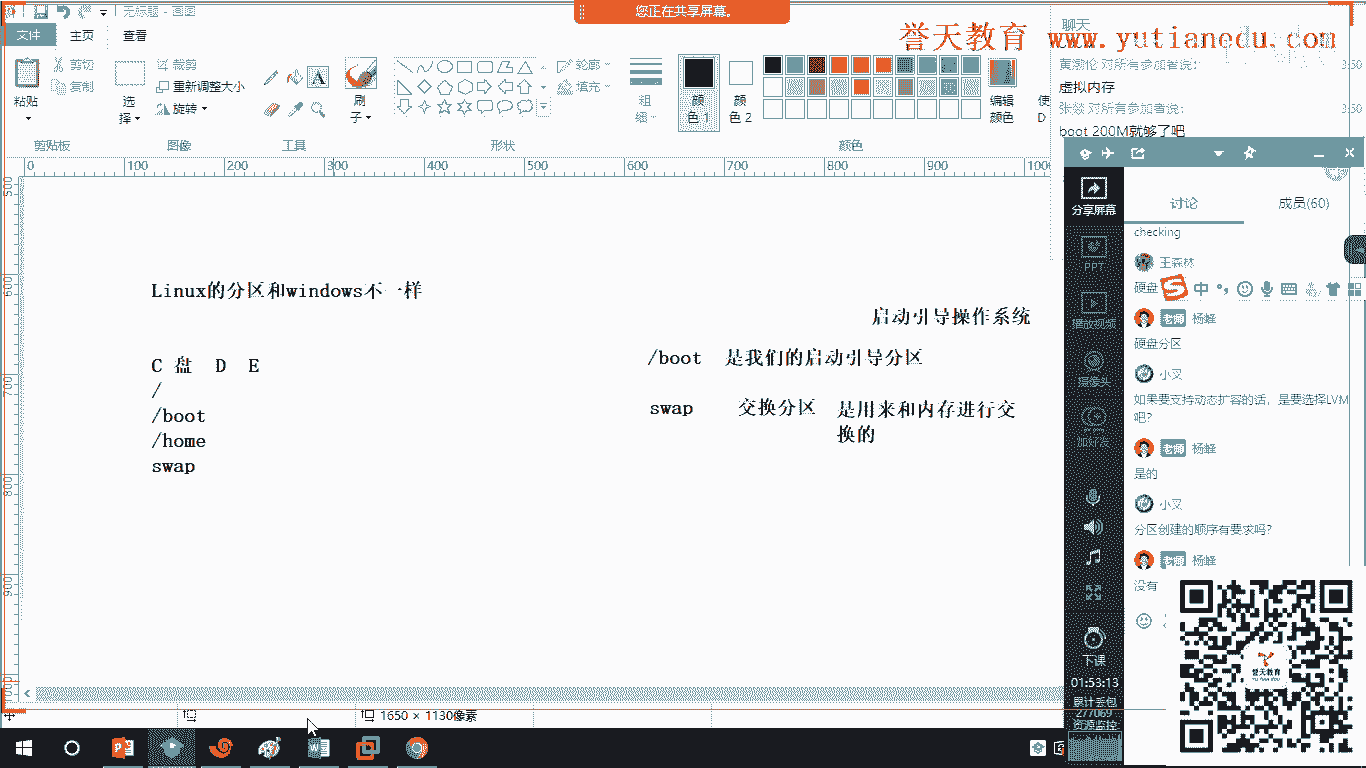 无标题 - 画图
您正在共享屏幕。
誉天教育 www.yutianedu.com
文件 主页 查看
粘贴
剪切
复制
剪贴板
选择
裁剪
重新调整大小
旋转
图像
工具
刷子
形状
轮廓
填充
粗细
颜色 1
颜色 2
编辑颜色
颜色
聊天
对所有参加者说:
虚拟内存
对所有参加者说:
boot 200M就够了吧
0 100 200 300 400 500 600 700 800 900 1000
500
600
700
800
900
1000
Linux的分区和windows不一样
C 盘 D E
/
/boot
/home
swap
启动引导操作系统
/boot 是我们的启动引导分区
swap 交换分区 是用来和内存进行交
换的
分享屏幕
PPT
播放视频
摄像头
加好友
下课
01:53:13
累计丢包
277069
资源监控
讨论 成员(60)
checking
王森林
硬盘
中
老师 杨峰
硬盘分区
小叉
如果要支持动态扩容的话，是要选择LVM
吧？
老师 杨峰
是的
小叉
分区创建的顺序有要求吗？
老师 杨峰
没有
誉天教育
1650 × 1130像素